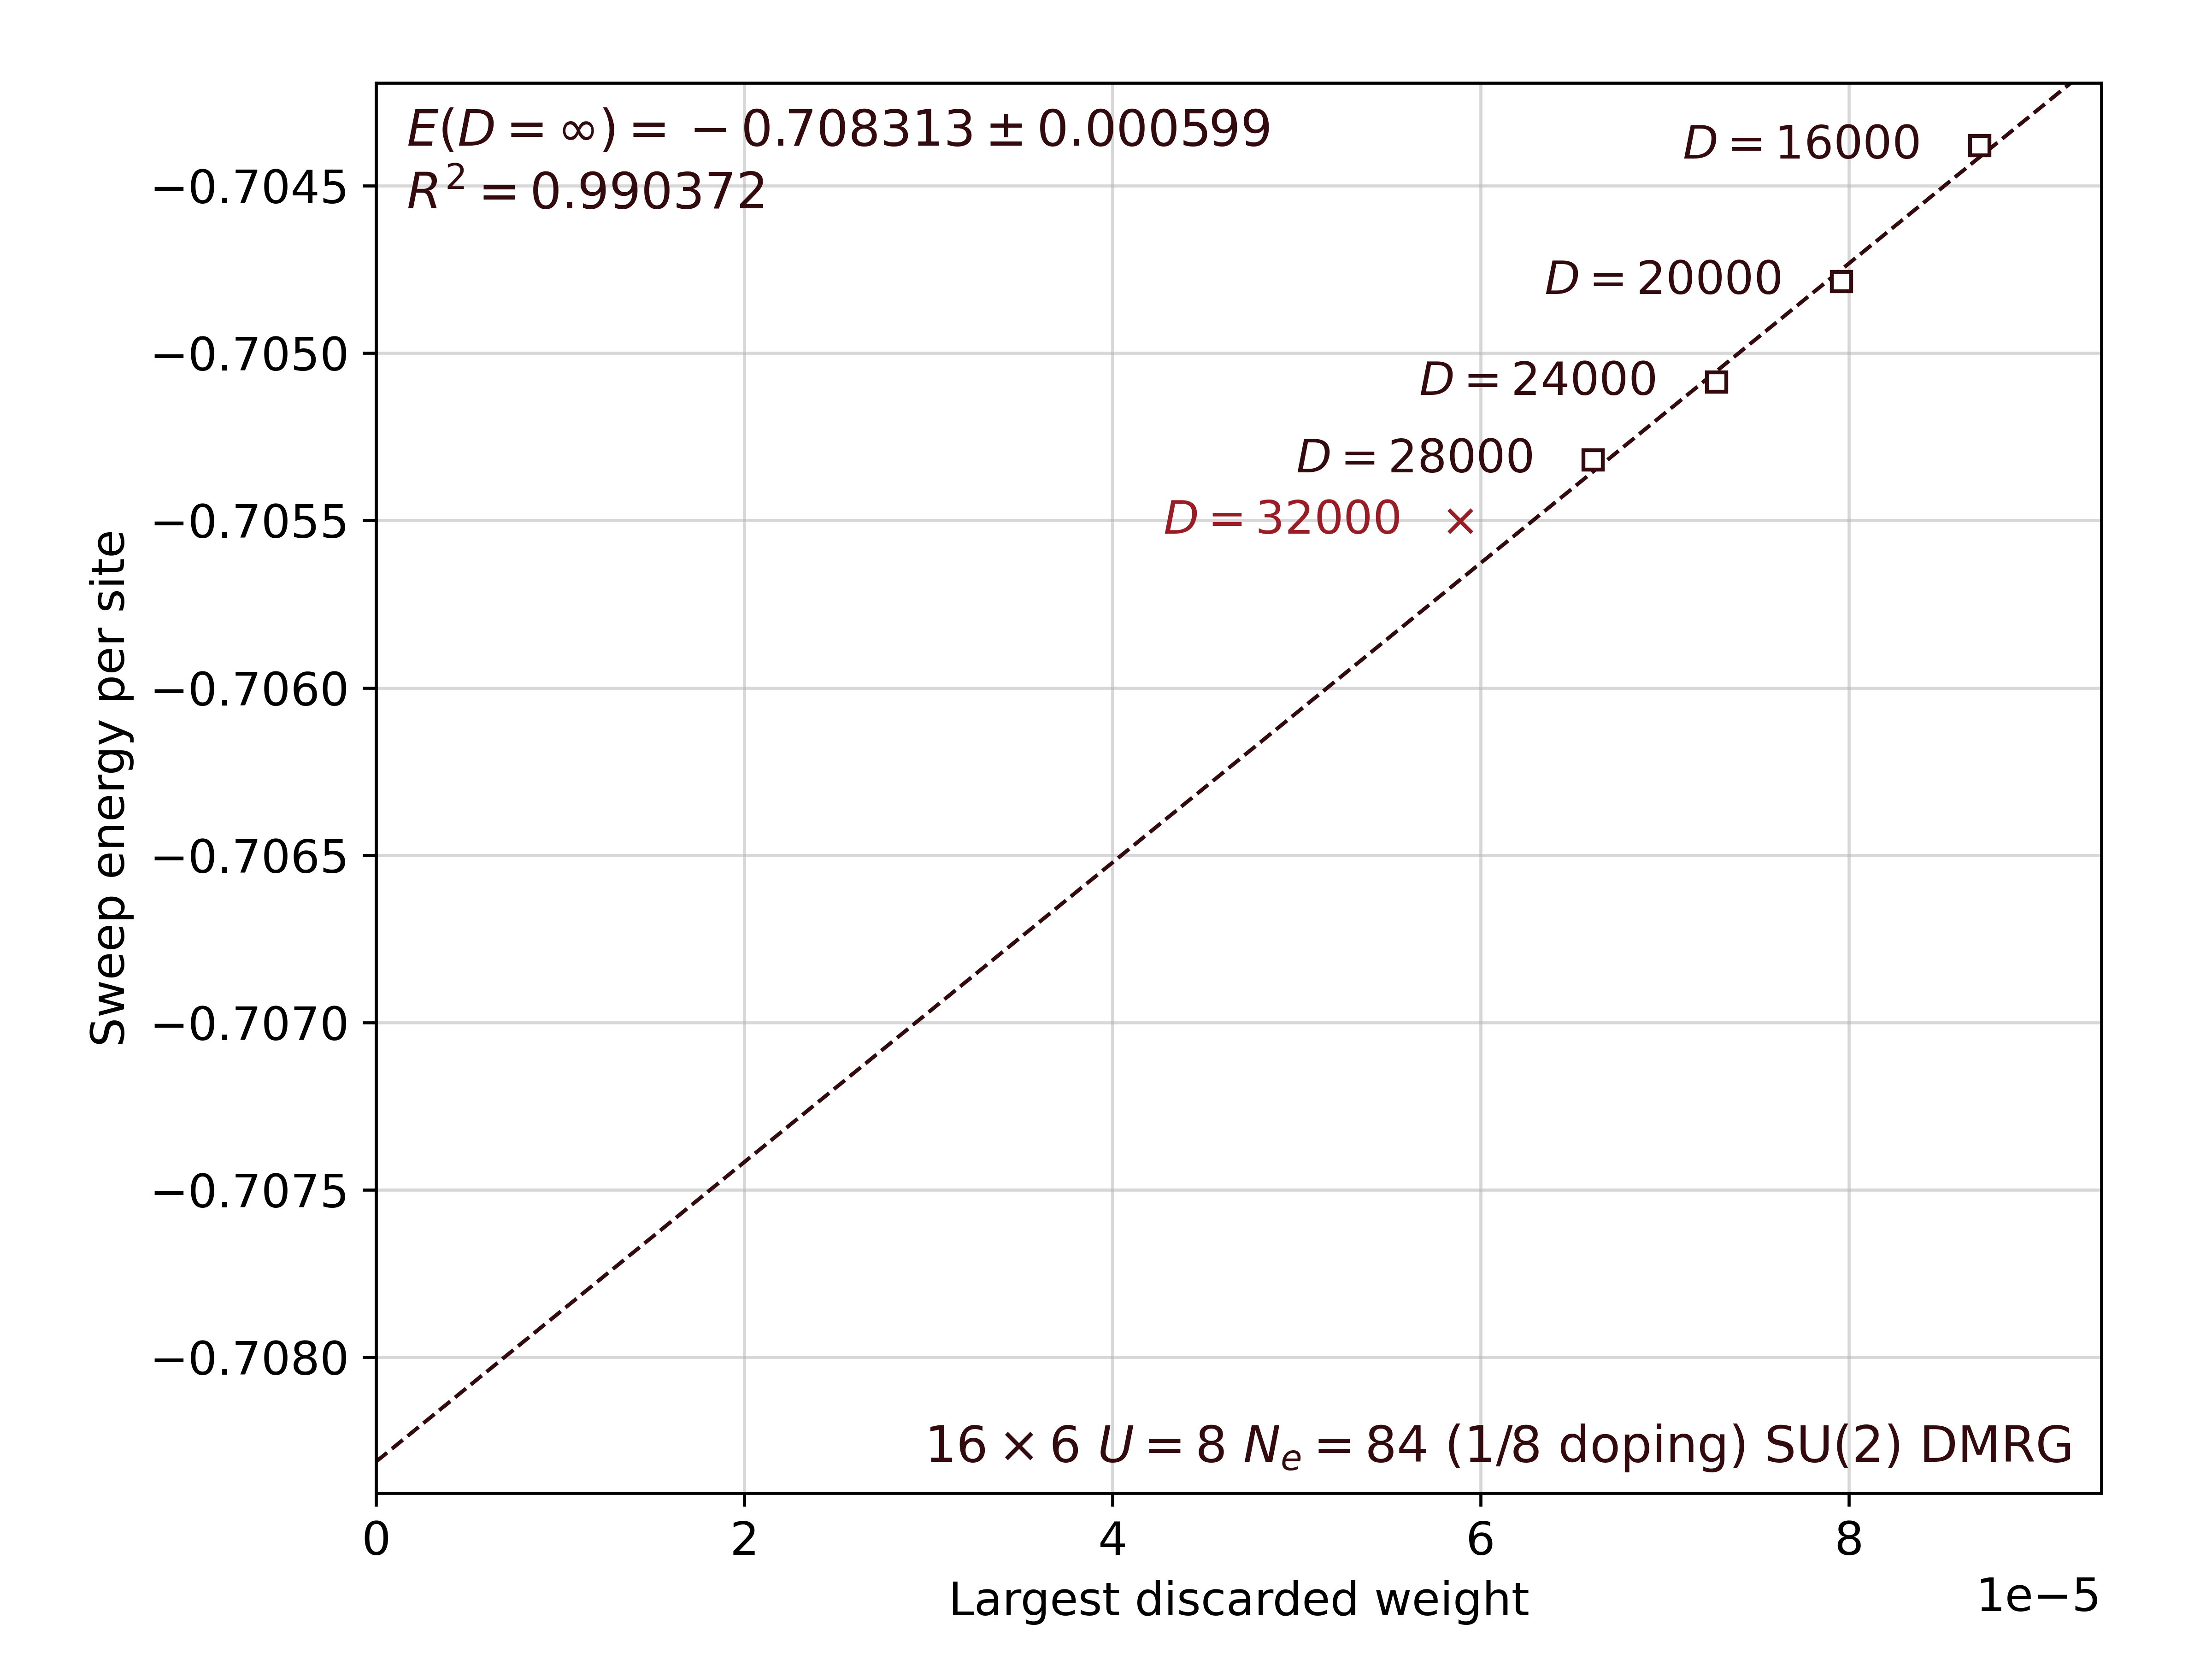 E(D = ∞) = −0.708313 ± 0.000599
R² = 0.990372
D = 16000
D = 20000
D = 24000
D = 28000
D = 32000
−0.7045
−0.7050
−0.7055
−0.7060
−0.7065
−0.7070
−0.7075
−0.7080
Sweep energy per site
16 × 6 U = 8 Nₑ = 84 (1/8 doping) SU(2) DMRG
0 2 4 6 8
1e−5
Largest discarded weight